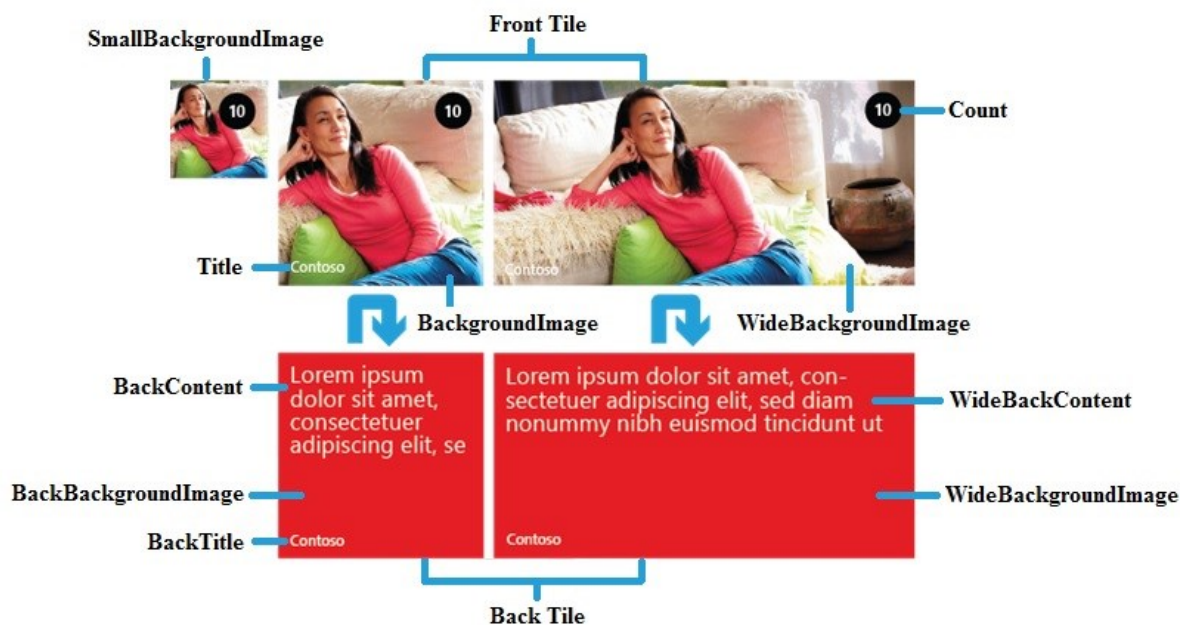 Front Tile
SmallBackgroundImage
10
10
10
Count
Title
Contoso
Contoso
BackgroundImage
WideBackgroundImage
BackContent
Lorem ipsum
dolor sit amet,
consectetuer
adipiscing elit, se
Lorem ipsum dolor sit amet, con-
sectetuer adipiscing elit, sed diam
nonummy nibh euismod tincidunt ut
WideBackContent
BackBackgroundImage
WideBackgroundImage
BackTitle
Contoso
Contoso
Back Tile